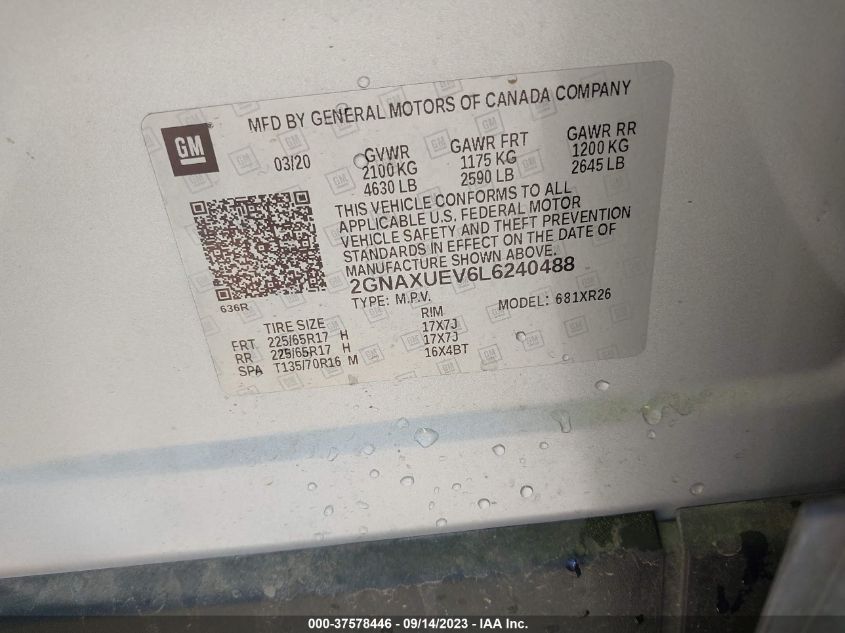 MFD BY GENERAL MOTORS OF CANADA COMPANY
GM
03/20
GVWR
2100 KG
4630 LB
GAWR FRT
1175 KG
2590 LB
GAWR RR
1200 KG
2645 LB
THIS VEHICLE CONFORMS TO ALL
APPLICABLE U.S. FEDERAL MOTOR
VEHICLE SAFETY AND THEFT PREVENTION
STANDARDS IN EFFECT ON THE DATE OF
MANUFACTURE SHOWN ABOVE.
2GNAXUEV6L6240488
636R
TYPE: M.P.V. MODEL: 681XR26
TIRE SIZE RIM
FRT 225/65R17 H 17X7J
RR 225/65R17 H 17X7J
SPA T135/70R16 M 16X4BT
000-37578446 - 09/14/2023 - IAA Inc.